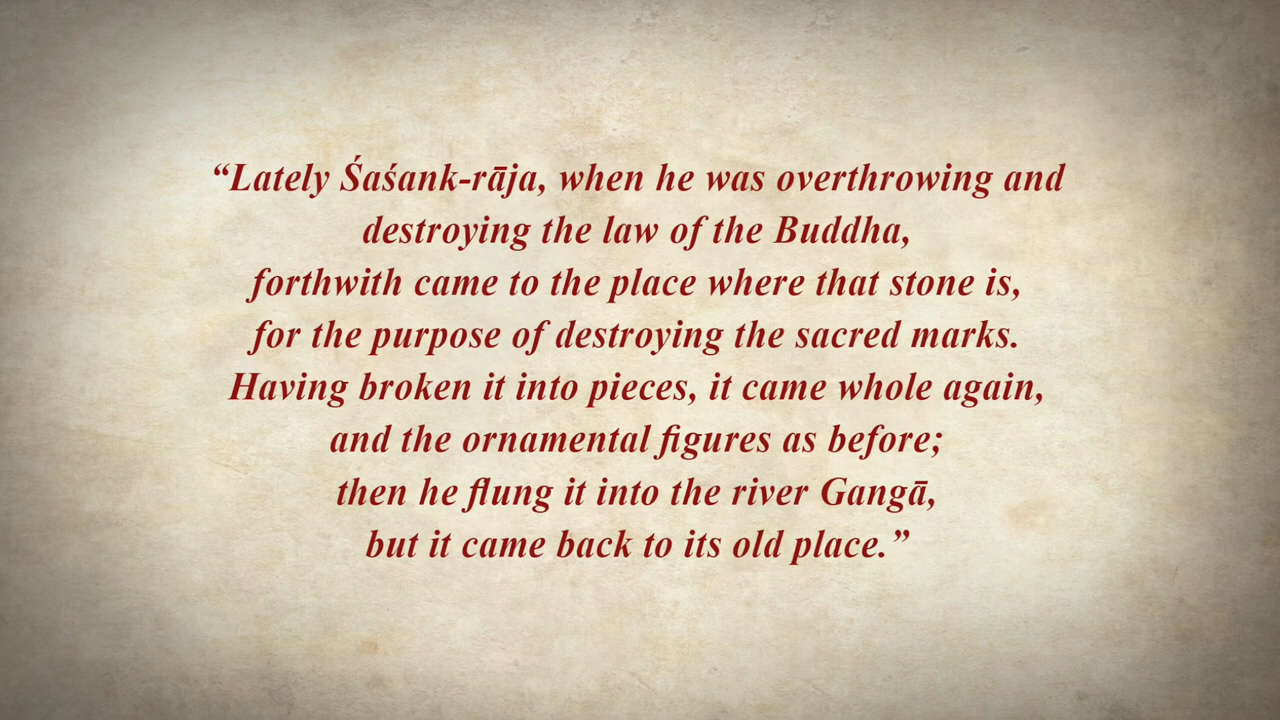 “Lately Śaśank-rāja, when he was overthrowing and
destroying the law of the Buddha,
forthwith came to the place where that stone is,
for the purpose of destroying the sacred marks.
Having broken it into pieces, it came whole again,
and the ornamental figures as before;
then he flung it into the river Gangā,
but it came back to its old place.”